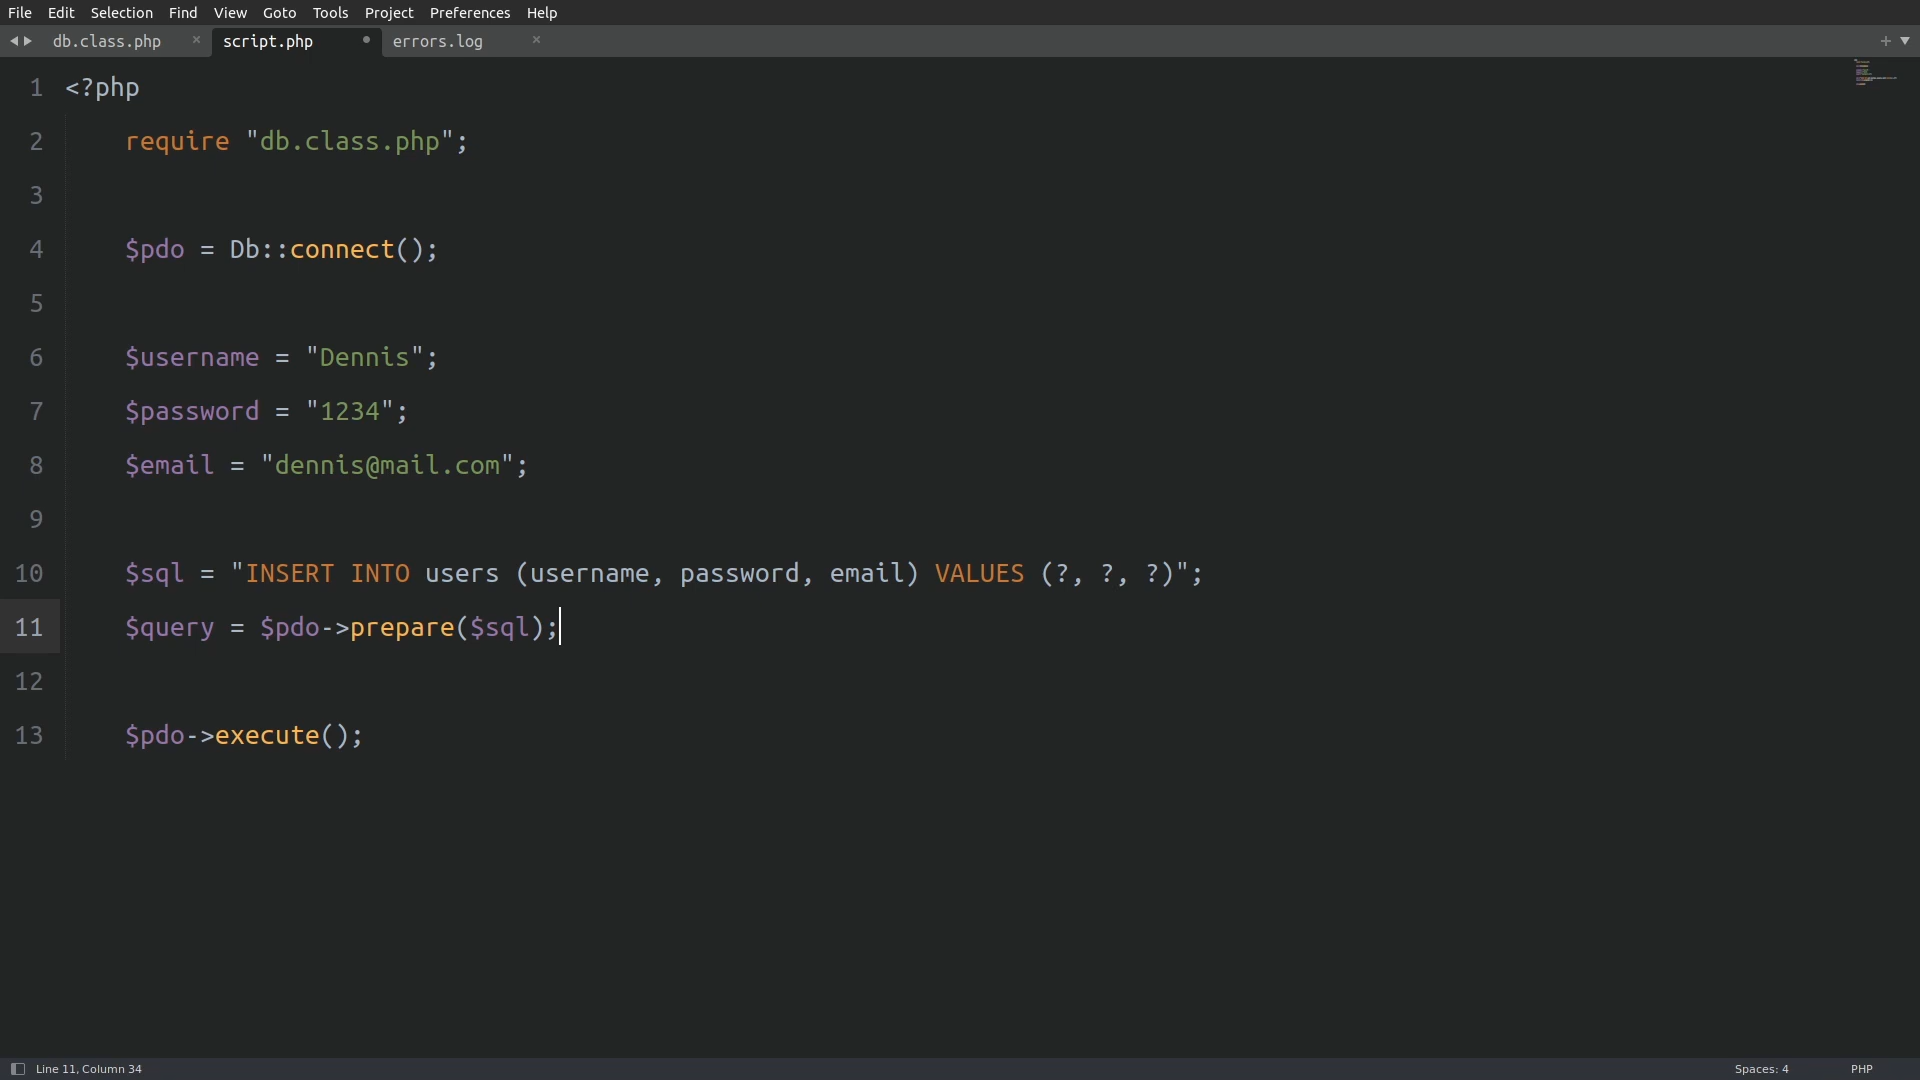 File Edit Selection Find View Goto Tools Project Preferences Help
db.class.php × script.php errors.log ×
1 <?php
2 require "db.class.php";
3
4 $pdo = Db::connect();
5
6 $username = "Dennis";
7 $password = "1234";
8 $email = "dennis@mail.com";
9
10 $sql = "INSERT INTO users (username, password, email) VALUES (?, ?, ?)";
11 $query = $pdo->prepare($sql);
12
13 $pdo->execute();
Line 11, Column 34 Spaces: 4 PHP